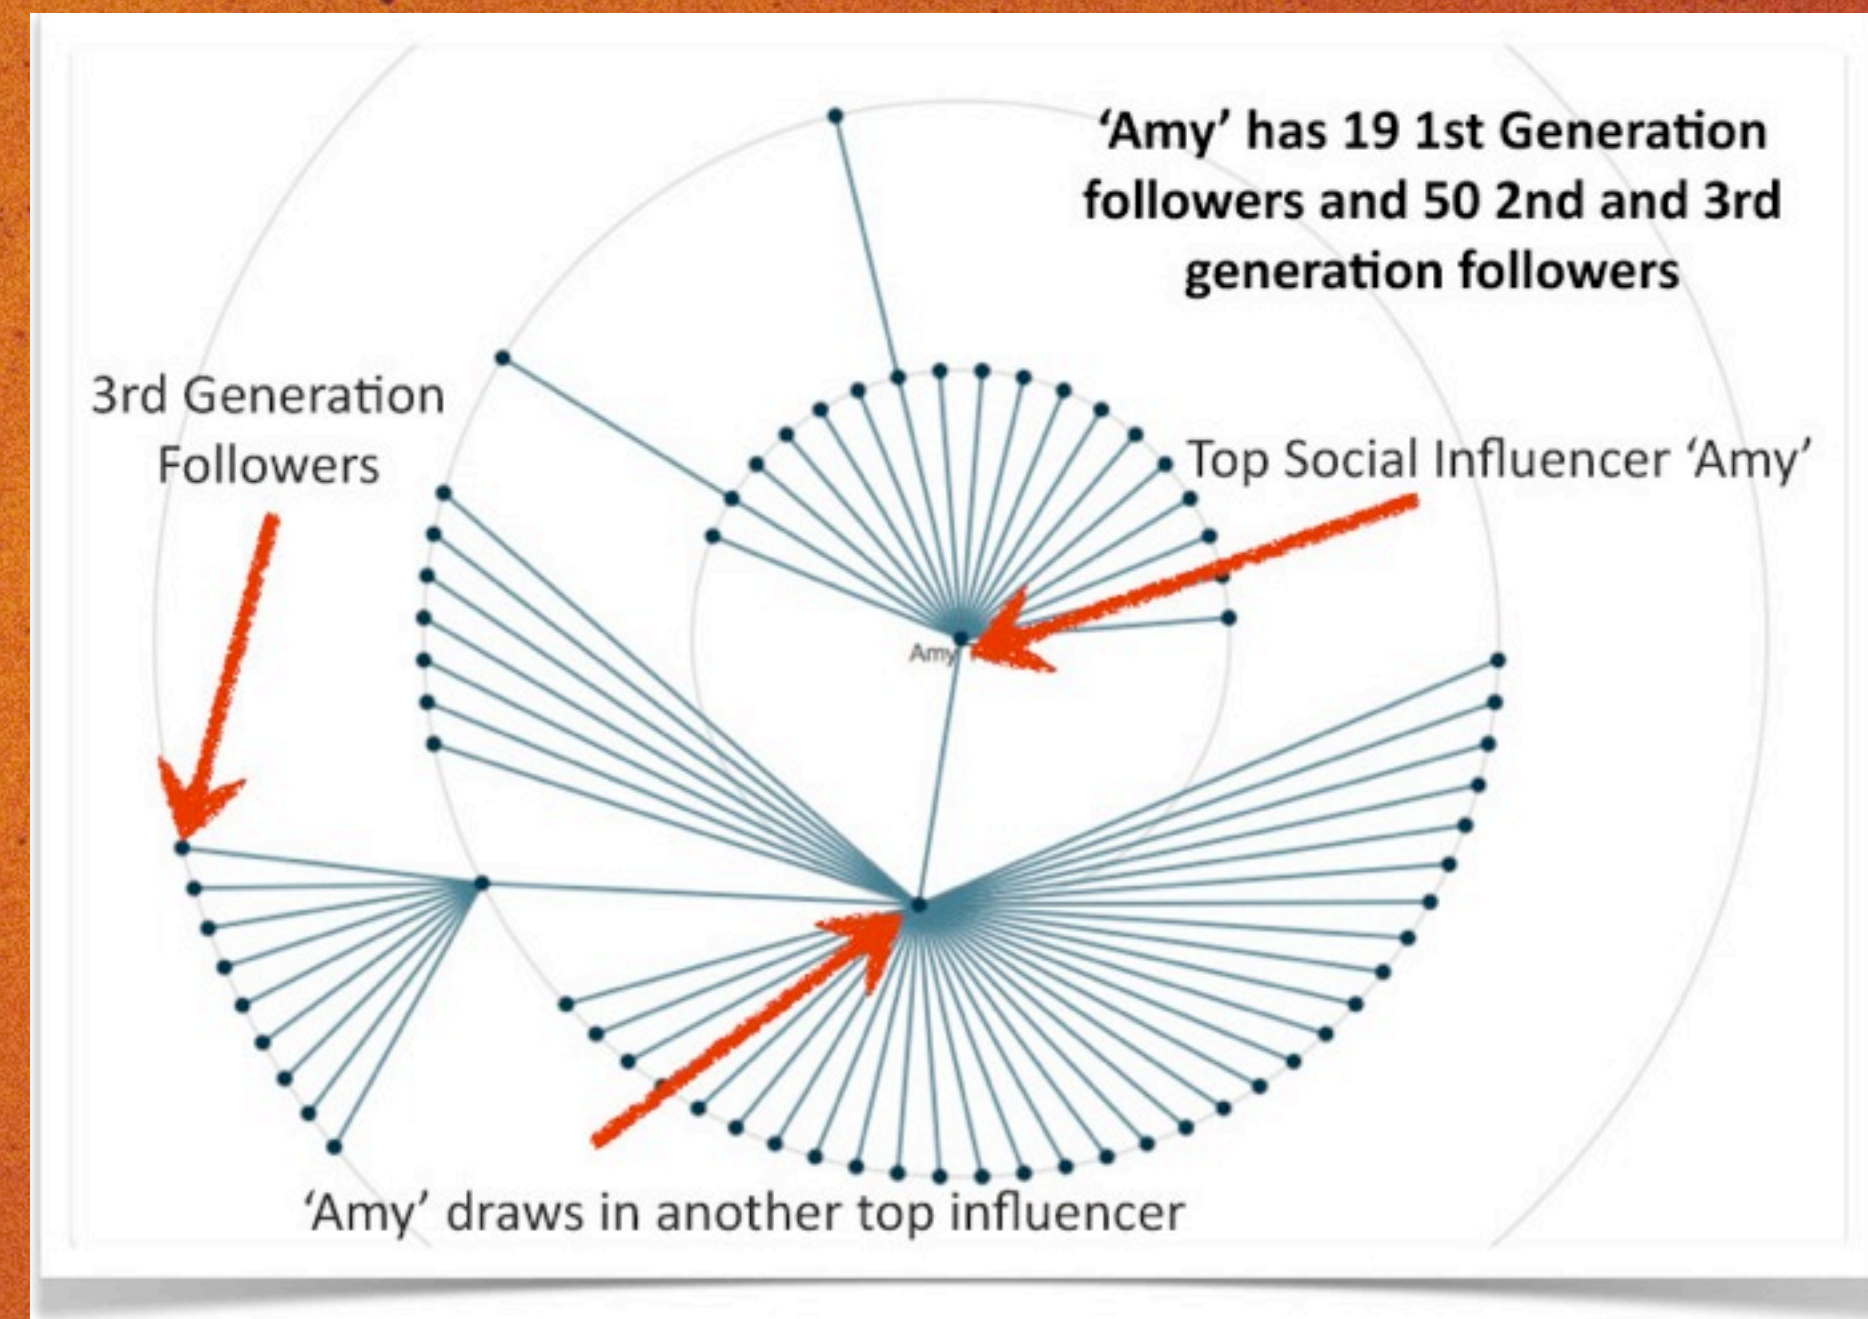 ‘Amy’ has 19 1st Generation
followers and 50 2nd and 3rd
generation followers
3rd Generation
Followers
Top Social Influencer ‘Amy’
Amy
‘Amy’ draws in another top influencer